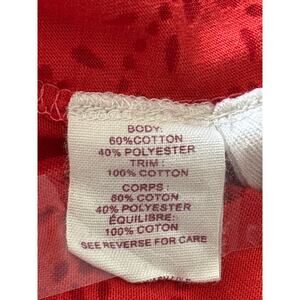 BODY:
60%COTTON
40% POLYESTER
TRIM :
100% COTTON
CORPS :
60% COTON
40% POLYESTER
ÉQUILIBRE:
100% COTON
SEE REVERSE FOR CARE